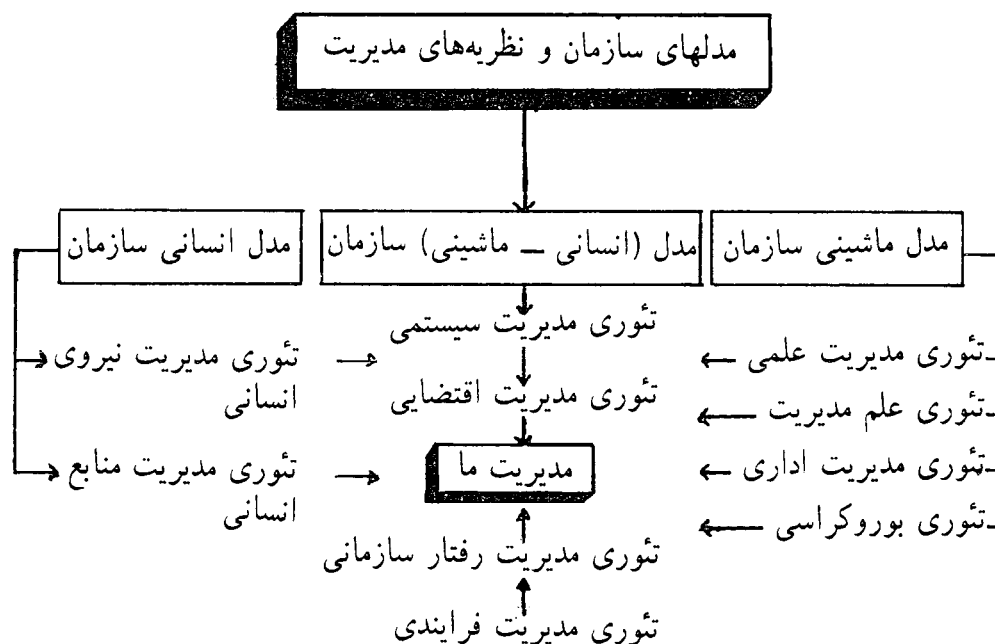 مدلهای سازمان و نظریه‌های مدیریت
مدل ماشینی سازمان
مدل (انسانی – ماشینی) سازمان
مدل انسانی سازمان
تئوری مدیریت علمی
تئوری علم مدیریت
تئوری مدیریت اداری
تئوری بوروکراسی
تئوری مدیریت سیستمی
تئوری مدیریت اقتضایی
مدیریت ما
تئوری مدیریت رفتار سازمانی
تئوری مدیریت فرایندی
تئوری مدیریت نیروی
انسانی
تئوری مدیریت منابع
انسانی